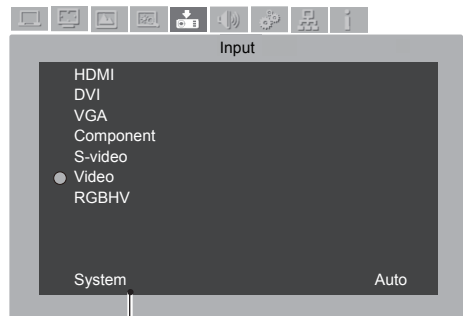 Input
HDMI
DVI
VGA
Component
S-video
Video
RGBHV
System Auto